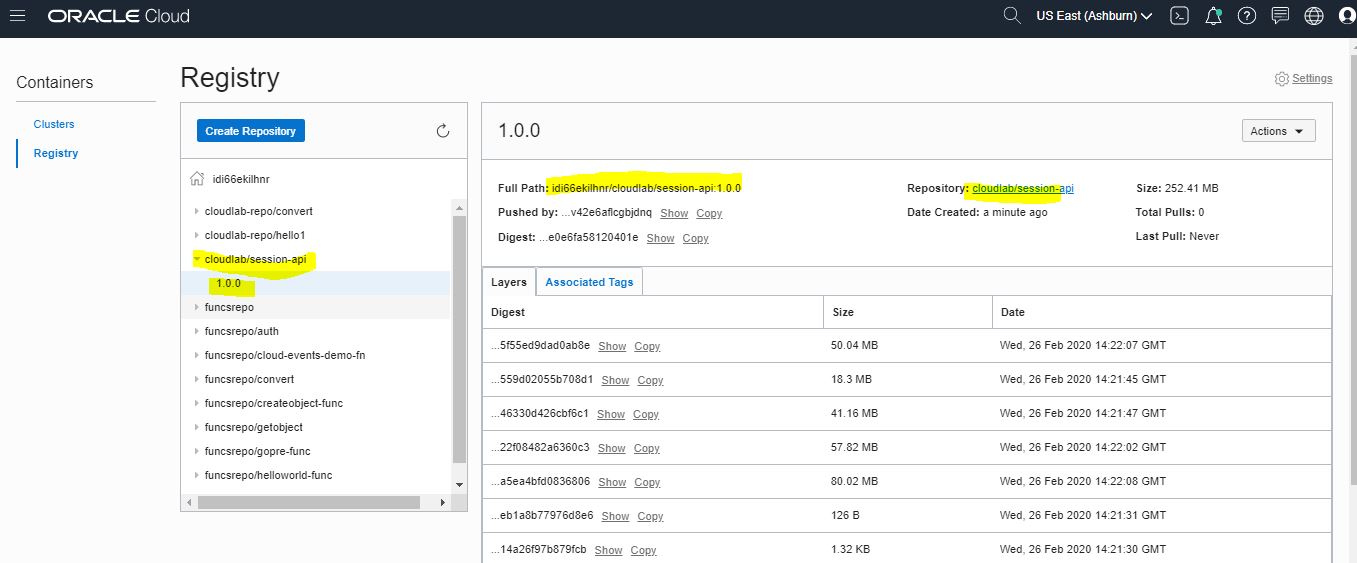 ORACLE Cloud
US East (Ashburn)
Containers
Clusters
Registry
Registry
Settings
Create Repository
idi66ekilhnr
cloudlab-repo/convert
cloudlab-repo/hello1
cloudlab/session-api
1.0.0
funcsrepo
funcsrepo/auth
funcsrepo/cloud-events-demo-fn
funcsrepo/convert
funcsrepo/createobject-func
funcsrepo/getobject
funcsrepo/gopre-func
funcsrepo/helloworld-func
1.0.0
Actions
Full Path: idi66ekilhnr/cloudlab/session-api:1.0.0
Pushed by: ...v42e6aflcgbjdnq Show Copy
Digest: ...e0e6fa58120401e Show Copy
Repository: cloudlab/session-api
Date Created: a minute ago
Size: 252.41 MB
Total Pulls: 0
Last Pull: Never
Layers Associated Tags
Digest Size Date
...5f55ed9dad0ab8e Show Copy 50.04 MB Wed, 26 Feb 2020 14:22:07 GMT
...559d02055b708d1 Show Copy 18.3 MB Wed, 26 Feb 2020 14:21:45 GMT
...46330d426cbf6c1 Show Copy 41.16 MB Wed, 26 Feb 2020 14:21:47 GMT
...22f08482a6360c3 Show Copy 57.82 MB Wed, 26 Feb 2020 14:22:02 GMT
...a5ea4bfd0836806 Show Copy 80.02 MB Wed, 26 Feb 2020 14:22:08 GMT
...eb1a8b77976d8e6 Show Copy 126 B Wed, 26 Feb 2020 14:21:31 GMT
...14a26f97b879fcb Show Copy 1.32 KB Wed, 26 Feb 2020 14:21:30 GMT